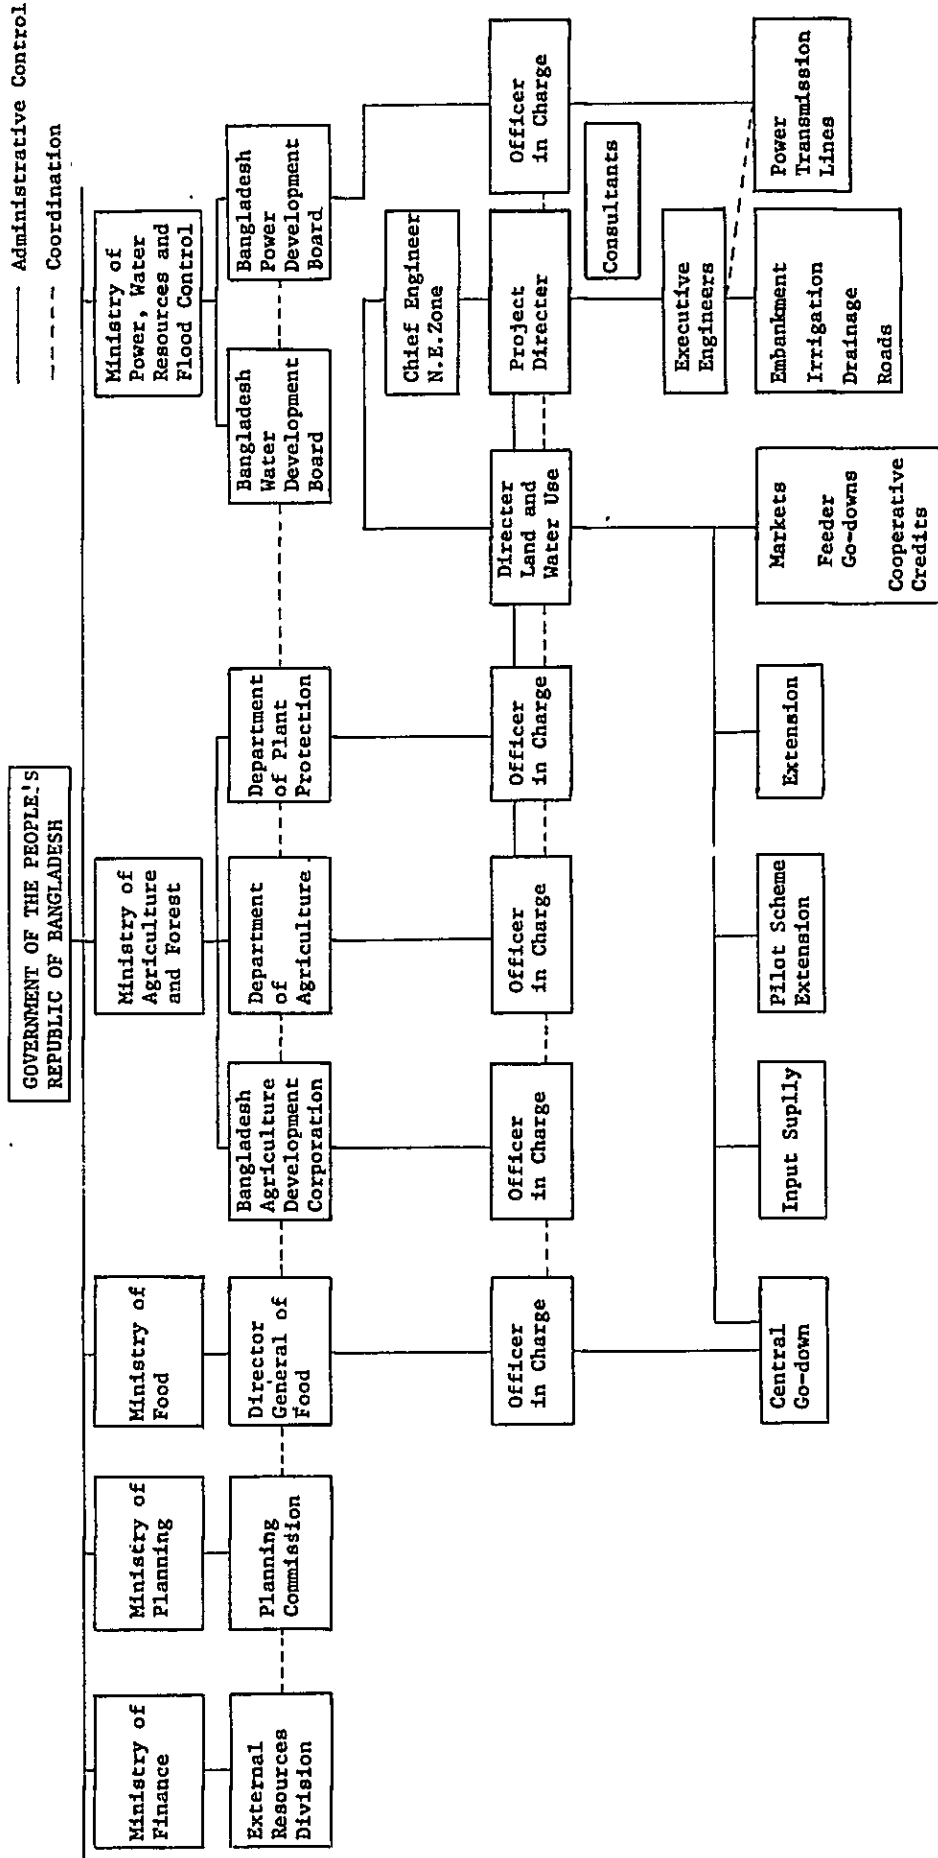 GOVERNMENT OF THE PEOPLE'S
REPUBLIC OF BANGLADESH
Administrative Control
Coordination
Ministry of
Finance
Ministry of
Planning
Ministry of
Food
Ministry of
Agriculture
and Forest
Ministry of
Power, Water
Resources and
Flood Control
External
Resources
Division
Planning
Commission
Director
General of
Food
Bangladesh
Agriculture
Development
Corporation
Department
of
Agriculture
Department
of Plant
Protection
Bangladesh
Water
Development
Board
Bangladesh
Power
Development
Board
Chief Engineer
N.E.Zone
Officer
in Charge
Officer
in Charge
Officer
in Charge
Officer
in Charge
Directer
Land and
Water Use
Project
Directer
Officer
in Charge
Consultants
Executive
Engineers
Central
Go-down
Input Suplly
Pilot Scheme
Extension
Extension
Markets
Feeder
Go-downs
Cooperative
Credits
Embankment
Irrigation
Drainage
Roads
Power
Transmission
Lines